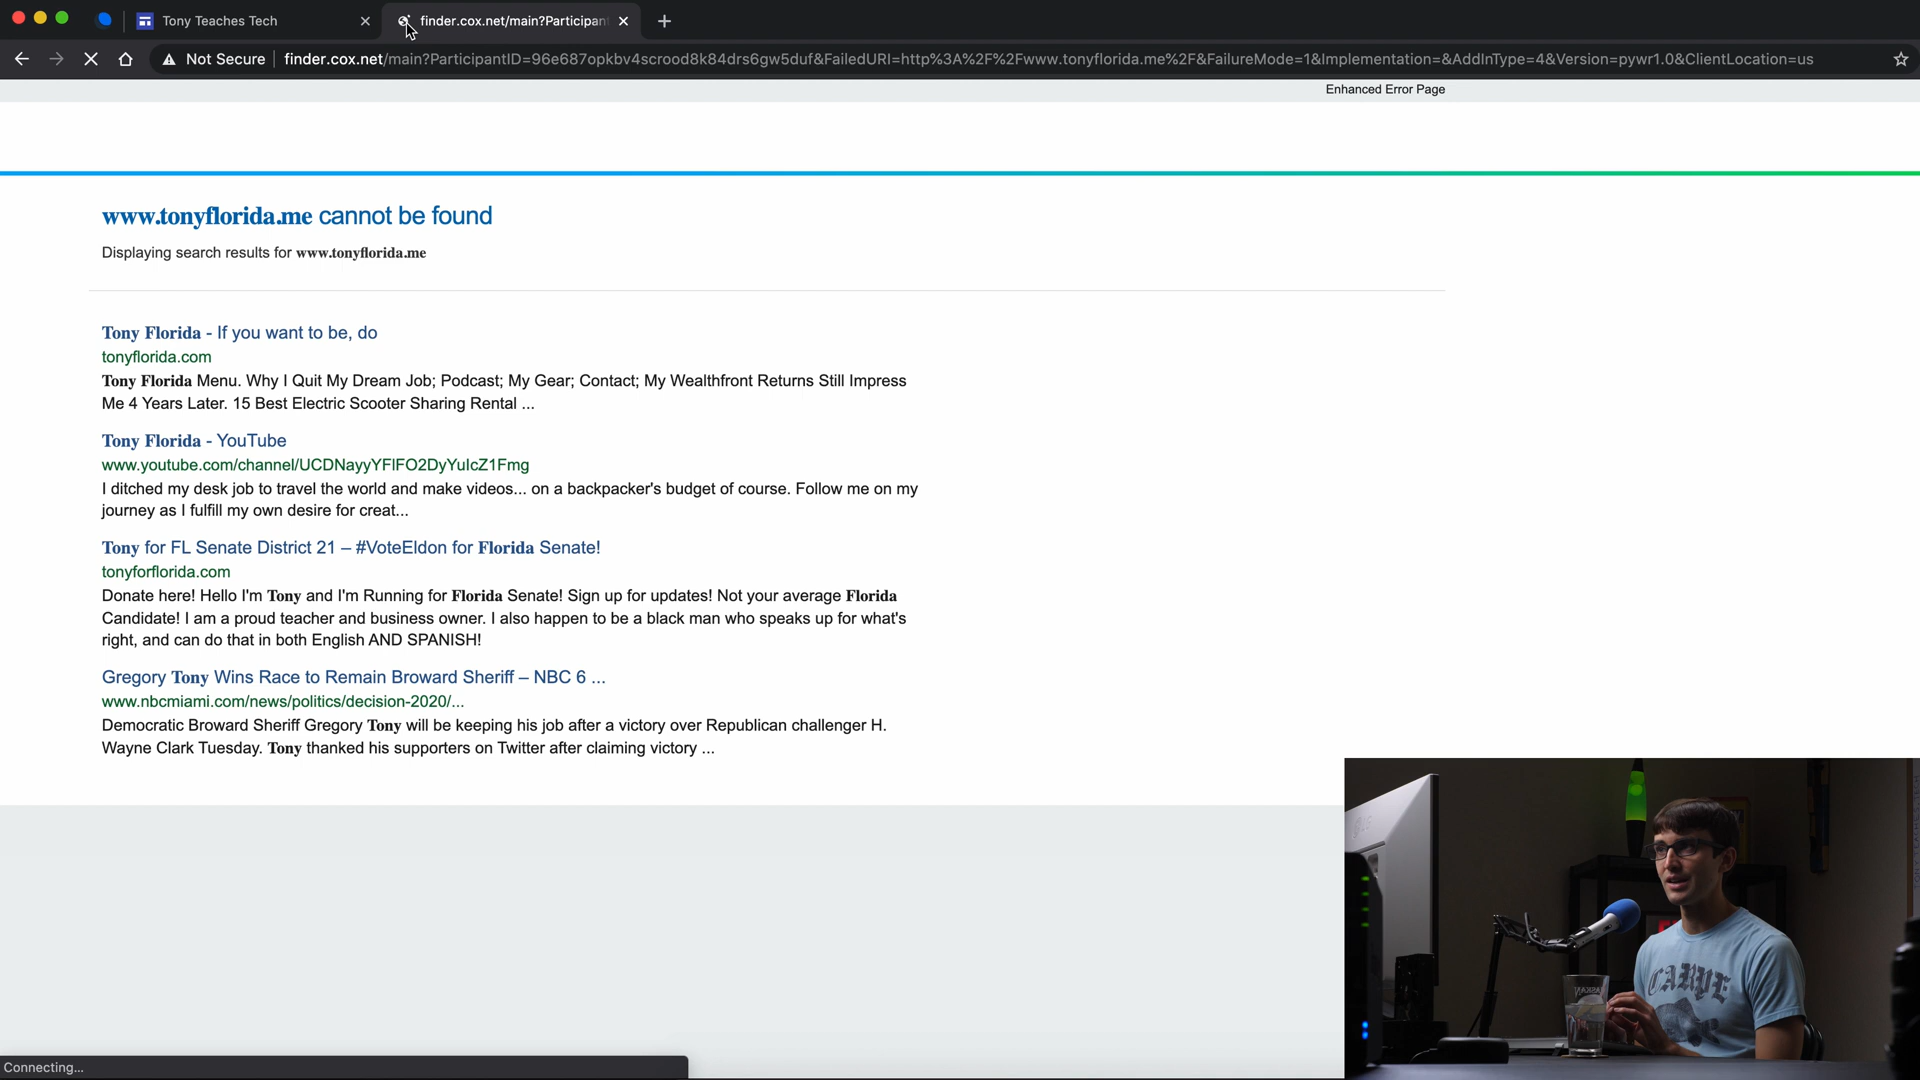 Tony Teaches Tech
finder.cox.net/main?Participan
Not Secure
finder.cox.net/main?ParticipantID=96e687opkbv4scrood8k84drs6gw5duf&FailedURI=http%3A%2F%2Fwww.tonyflorida.me%2F&FailureMode=1&Implementation=&AddInType=4&Version=pywr1.0&ClientLocation=us
Enhanced Error Page
www.tonyflorida.me cannot be found
Displaying search results for www.tonyflorida.me
Tony Florida - If you want to be, do
tonyflorida.com
Tony Florida Menu. Why I Quit My Dream Job; Podcast; My Gear; Contact; My Wealthfront Returns Still Impress
Me 4 Years Later. 15 Best Electric Scooter Sharing Rental ...
Tony Florida - YouTube
www.youtube.com/channel/UCDNayyYFlFO2DyYulcZ1Fmg
I ditched my desk job to travel the world and make videos... on a backpacker's budget of course. Follow me on my
journey as I fulfill my own desire for creat...
Tony for FL Senate District 21 – #VoteEldon for Florida Senate!
tonyforflorida.com
Donate here! Hello I'm Tony and I'm Running for Florida Senate! Sign up for updates! Not your average Florida
Candidate! I am a proud teacher and business owner. I also happen to be a black man who speaks up for what's
right, and can do that in both English AND SPANISH!
Gregory Tony Wins Race to Remain Broward Sheriff – NBC 6 ...
www.nbcmiami.com/news/politics/decision-2020/...
Democratic Broward Sheriff Gregory Tony will be keeping his job after a victory over Republican challenger H.
Wayne Clark Tuesday. Tony thanked his supporters on Twitter after claiming victory ...
CARPE
Connecting...